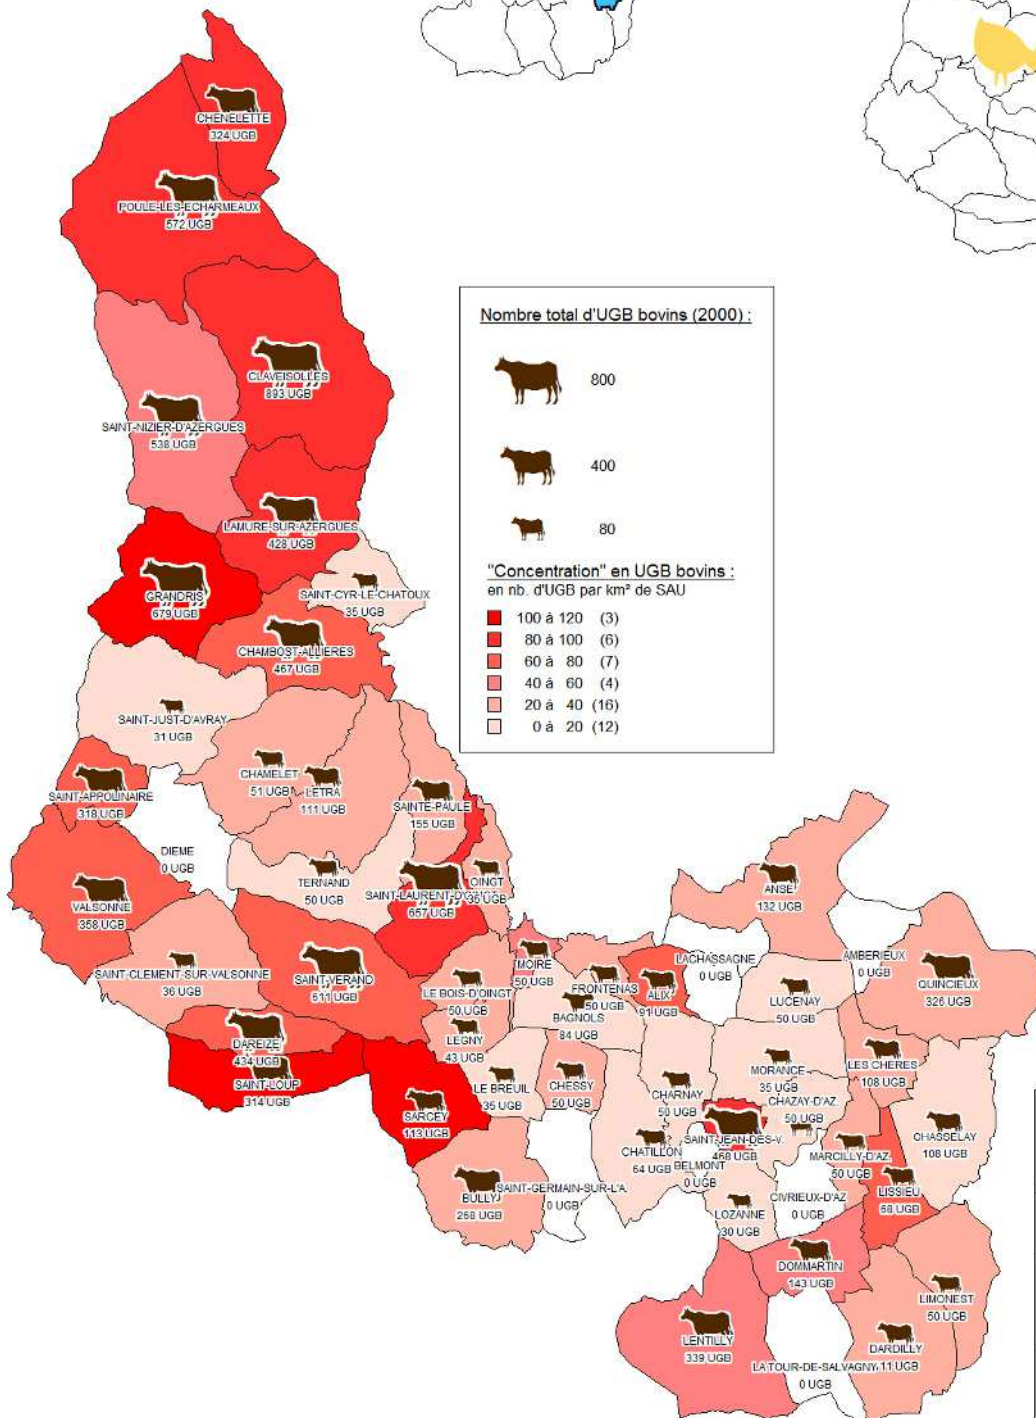 CHENELETTE
324 UGB
POULE-LES-ECHARMEAUX
572 UGB
CLAVEISOLLES
893 UGB
SAINT-NIZIER-D'AZERGUES
538 UGB
LAMURE-SUR-AZERGUES
428 UGB
GRANDRIS
679 UGB
SAINT-CYR-LE-CHATOUX
35 UGB
CHAMBOST-ALLIERES
467 UGB
SAINT-JUST-D'AVRAY
31 UGB
Nombre total d'UGB bovins (2000) :
800
400
80
"Concentration" en UGB bovins :
en nb. d'UGB par km² de SAU
100 à 120 (3)
80 à 100 (6)
60 à 80 (7)
40 à 60 (4)
20 à 40 (16)
0 à 20 (12)
SAINT-APPOLINAIRE
318 UGB
CHAMELET
51 UGB
LETRA
111 UGB
SAINTE-PAULE
155 UGB
DIEME
0 UGB
TERNAND
50 UGB
SAINT-LAURENT-D'
657 UGB
OINGT
35 UGB
VALSONNE
358 UGB
SAINT-CLEMENT-SUR-VALSONNE
36 UGB
SAINT-VERAND
511 UGB
ANSE
132 UGB
LACHASSAGNE
0 UGB
AMBERIEUX
0 UGB
QUINCIEUX
326 UGB
MOIRE
50 UGB
FRONTENAS
50 UGB
ALIX
91 UGB
LUCENAY
50 UGB
LE BOIS-D'OINGT
50 UGB
BAGNOLS
84 UGB
LEGNY
43 UGB
DAREIZE
434 UGB
SAINT-LOUP
314 UGB
SARCEY
113 UGB
LE BREUIL
35 UGB
CHESSY
50 UGB
CHARNAY
50 UGB
MORANCE
35 UGB
LES CHERES
108 UGB
CHAZAY-D'AZ.
50 UGB
CHASSELAY
108 UGB
SAINT-JEAN-DES-V.
468 UGB
CHATILLON
64 UGB
BELMONT
0 UGB
MARCILLY-D'AZ.
50 UGB
LISSIEU
58 UGB
BULLY
268 UGB
SAINT-GERMAIN-SUR-L'A.
0 UGB
CIVRIEUX-D'AZ
0 UGB
LOZANNE
30 UGB
DOMMARTIN
143 UGB
LIMONEST
50 UGB
LENTILLY
339 UGB
DARDILLY
11 UGB
LA TOUR-DE-SALVAGNY
0 UGB